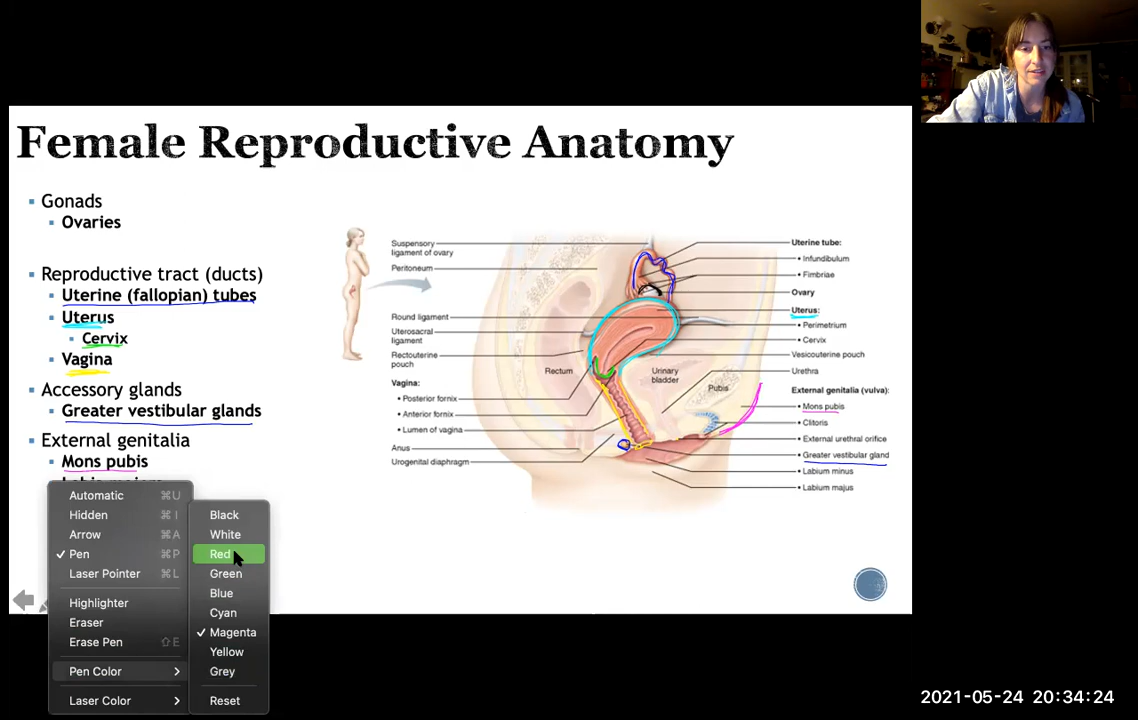 Female Reproductive Anatomy
Gonads
Ovaries
Reproductive tract (ducts)
Uterine (fallopian) tubes
Uterus
Cervix
Vagina
Accessory glands
Greater vestibular glands
External genitalia
Mons pubis
Suspensory
ligament of ovary
Peritoneum
Round ligament
Uterosacral
ligament
Rectouterine
pouch
Vagina:
• Posterior fornix
• Anterior fornix
• Lumen of vagina
Anus
Urogenital diaphragm
Rectum
Urinary
bladder
Pubis
Uterine tube:
• Infundibulum
• Fimbriae
Ovary
Uterus:
• Perimetrium
• Cervix
Vesicouterine pouch
Urethra
External genitalia (vulva):
• Mons pubis
• Clitoris
• External urethral orifice
• Greater vestibular gland
• Labium minus
• Labium majus
Automatic ⌘U
Hidden ⌘I
Arrow ⌘A
✓ Pen ⌘P
Laser Pointer ⌘L
Highlighter
Eraser
Erase Pen ⇧E
Pen Color >
Laser Color >
Black
White
Red
Green
Blue
Cyan
✓ Magenta
Yellow
Grey
Reset
2021-05-24 20:34:24